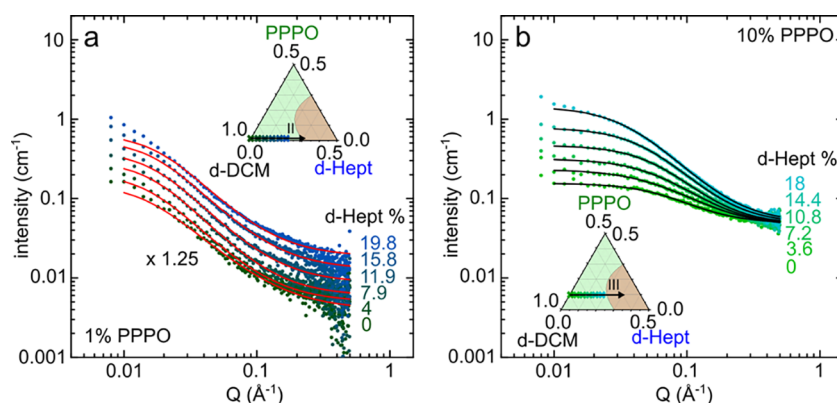 a
10
1
0.1
0.01
0.001
intensity (cm⁻¹)
PPPO
0.5
0.5
II
1.0
0.0
0.0
0.5
d-DCM
d-Hept
d-Hept %
19.8
15.8
11.9
7.9
4
0
x 1.25
1% PPPO
0.01
0.1
1
Q (Å⁻¹)
b
10% PPPO
10
1
0.1
0.01
0.001
intensity (cm⁻¹)
d-Hept %
18
14.4
10.8
7.2
3.6
0
PPPO
0.5
0.5
III
1.0
0.0
0.0
0.5
d-DCM
d-Hept
0.01
0.1
1
Q (Å⁻¹)